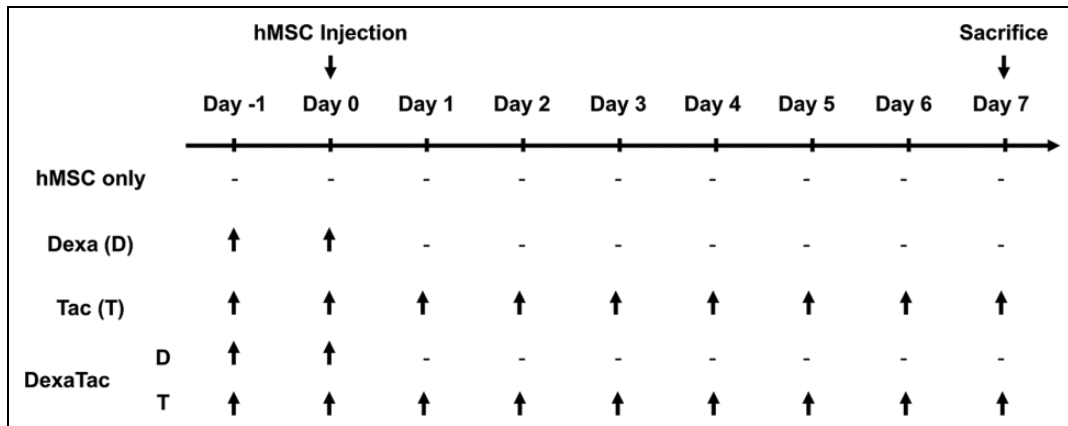 hMSC Injection Sacrifice
Day -1 Day 0 Day 1 Day 2 Day 3 Day 4 Day 5 Day 6 Day 7
hMSC only - - - - - - - - -
Dexa (D) - - - - - - -
Tac (T)
D - - - - - - -
DexaTac
T